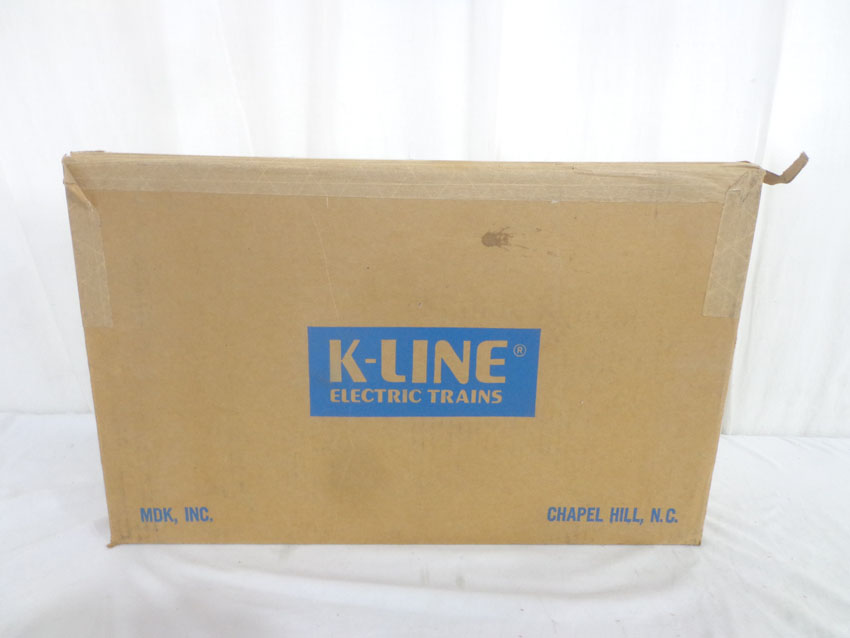 K-LINE®
ELECTRIC TRAINS
MDK, INC.
CHAPEL HILL, N.C.